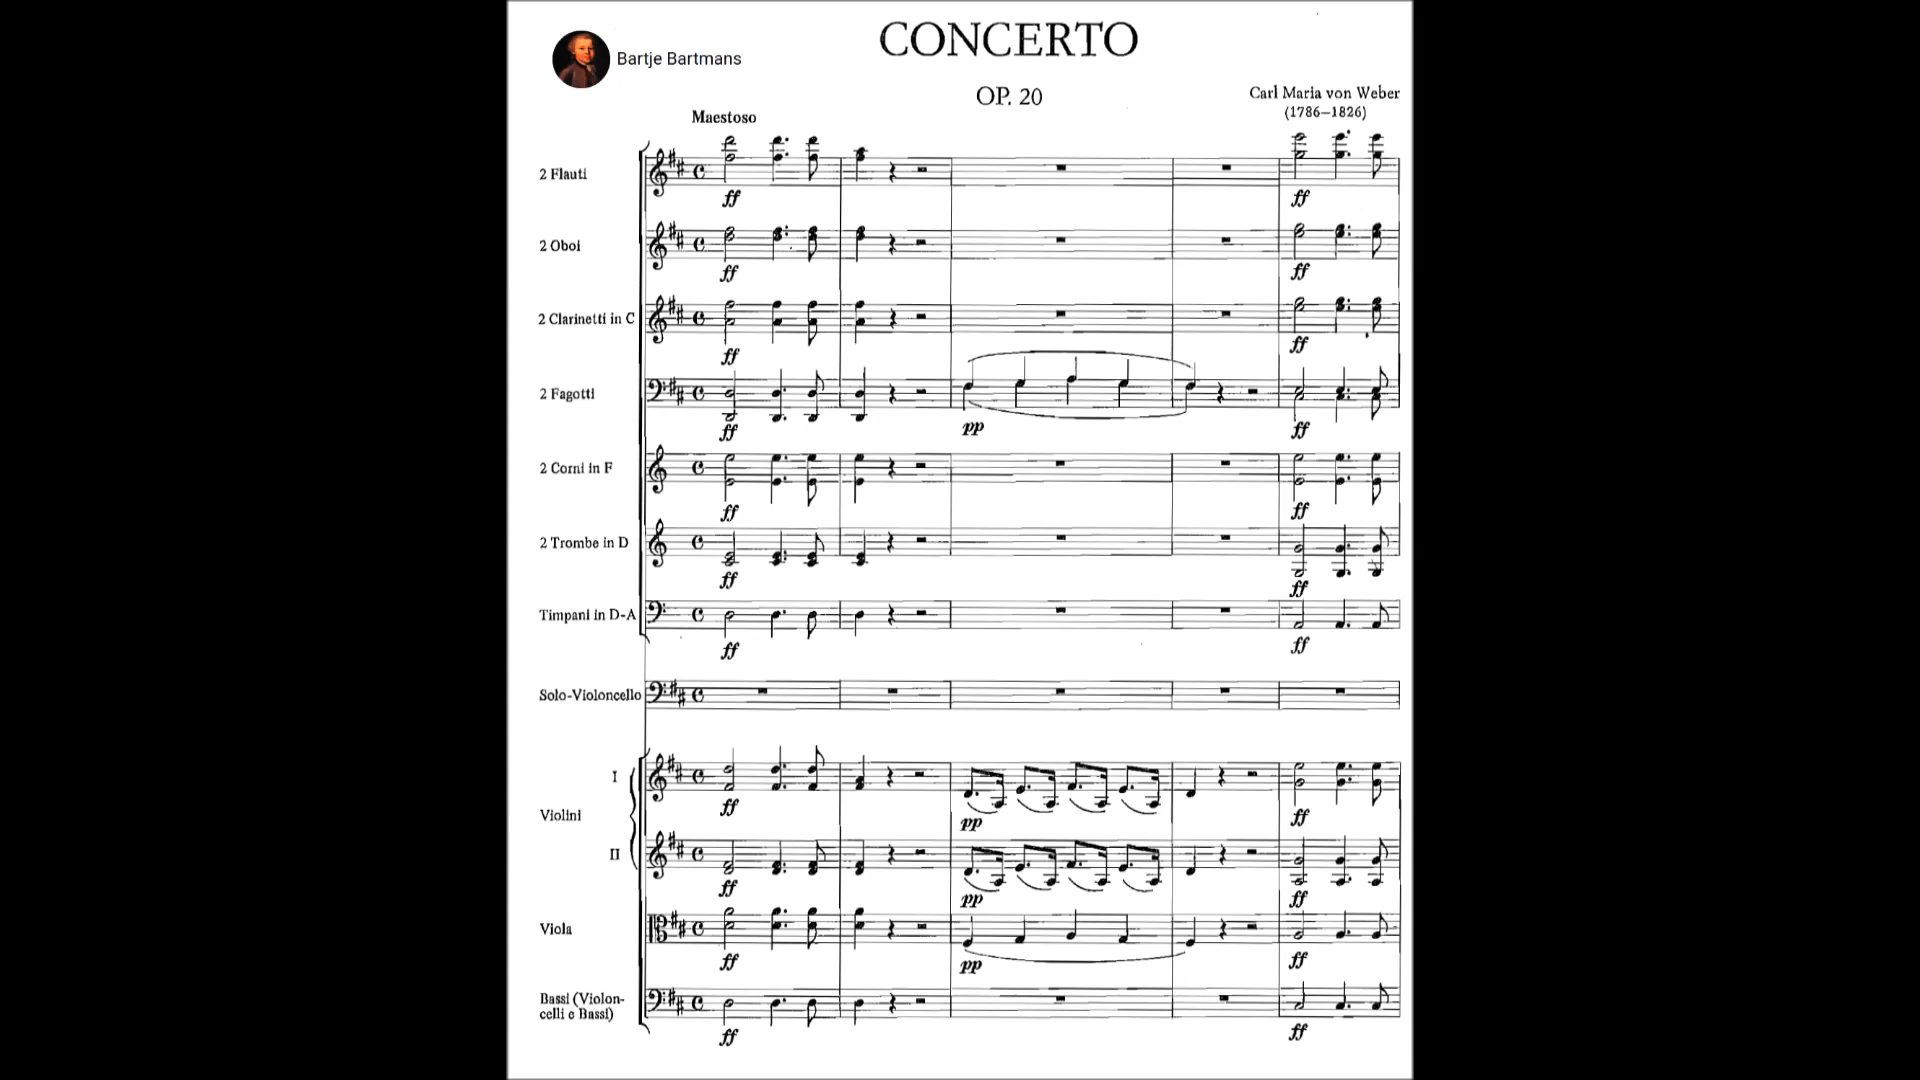 CONCERTO
Bartje Bartmans
OP. 20
Carl Maria von Weber
(1786–1826)
Maestoso
2 Flauti
ff
ff
2 Oboi
ff
ff
2 Clarinetti in C
ff
ff
2 Fagotti
ff
pp
ff
2 Corni in F
ff
ff
2 Trombe in D
ff
ff
Timpani in D-A
ff
ff
Solo-Violoncello
I
ff
pp
ff
Violini
II
ff
pp
ff
Viola
ff
pp
ff
Bassi (Violon-
celli e Bassi)
ff
ff